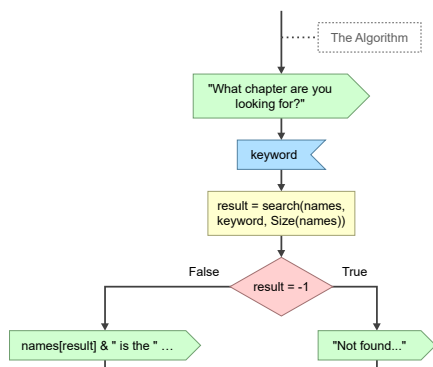 The Algorithm
"What chapter are you
looking for?"
keyword
result = search(names,
keyword, Size(names))
False
True
result = -1
names[result] & " is the " ...
"Not found..."